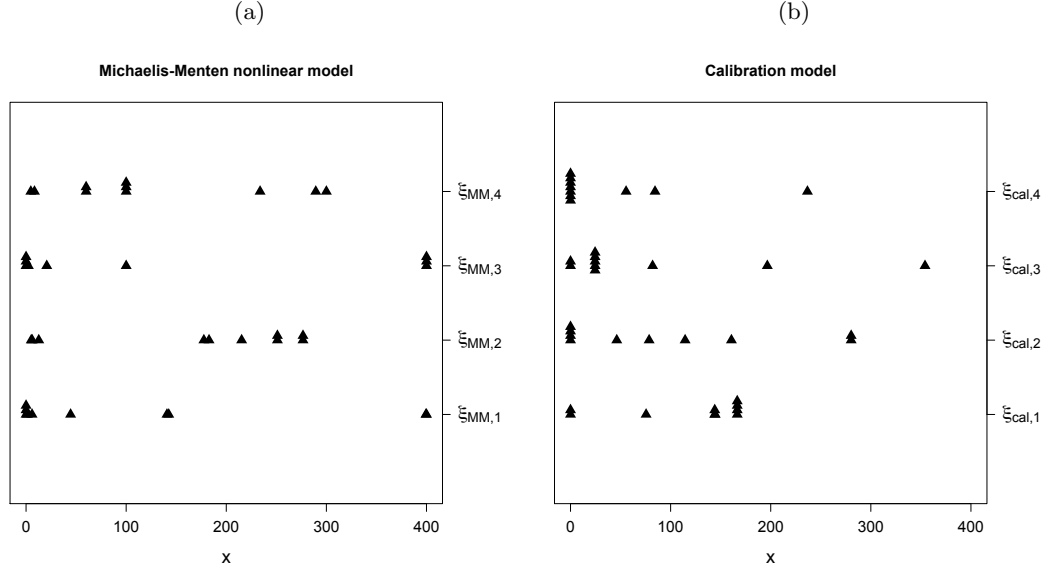 (a)
Michaelis-Menten nonlinear model
ξMM,4
ξMM,3
ξMM,2
ξMM,1
0 100 200 300 400
x
(b)
Calibration model
ξcal,4
ξcal,3
ξcal,2
ξcal,1
0 100 200 300 400
x